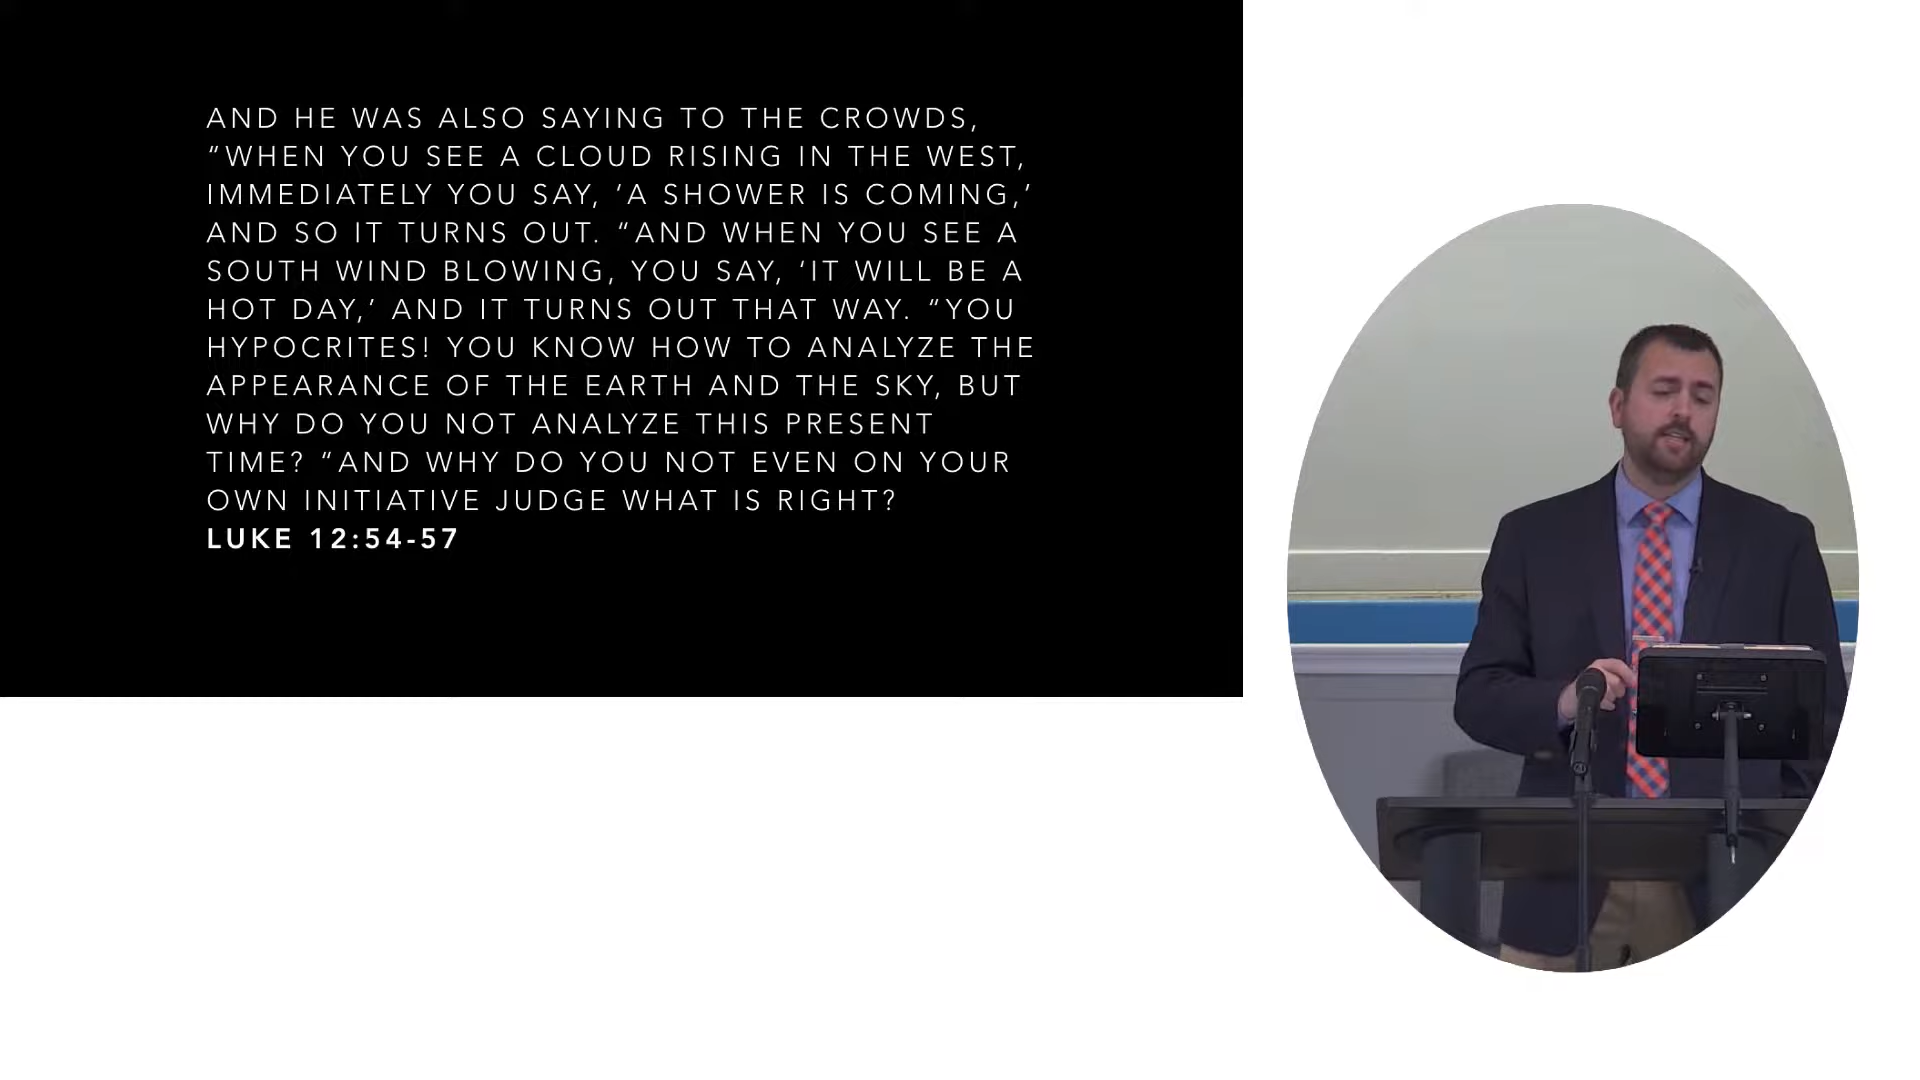 AND HE WAS ALSO SAYING TO THE CROWDS,
“WHEN YOU SEE A CLOUD RISING IN THE WEST,
IMMEDIATELY YOU SAY, ‘A SHOWER IS COMING,’
AND SO IT TURNS OUT. “AND WHEN YOU SEE A
SOUTH WIND BLOWING, YOU SAY, ‘IT WILL BE A
HOT DAY,’ AND IT TURNS OUT THAT WAY. “YOU
HYPOCRITES! YOU KNOW HOW TO ANALYZE THE
APPEARANCE OF THE EARTH AND THE SKY, BUT
WHY DO YOU NOT ANALYZE THIS PRESENT
TIME? “AND WHY DO YOU NOT EVEN ON YOUR
OWN INITIATIVE JUDGE WHAT IS RIGHT?
LUKE 12:54-57